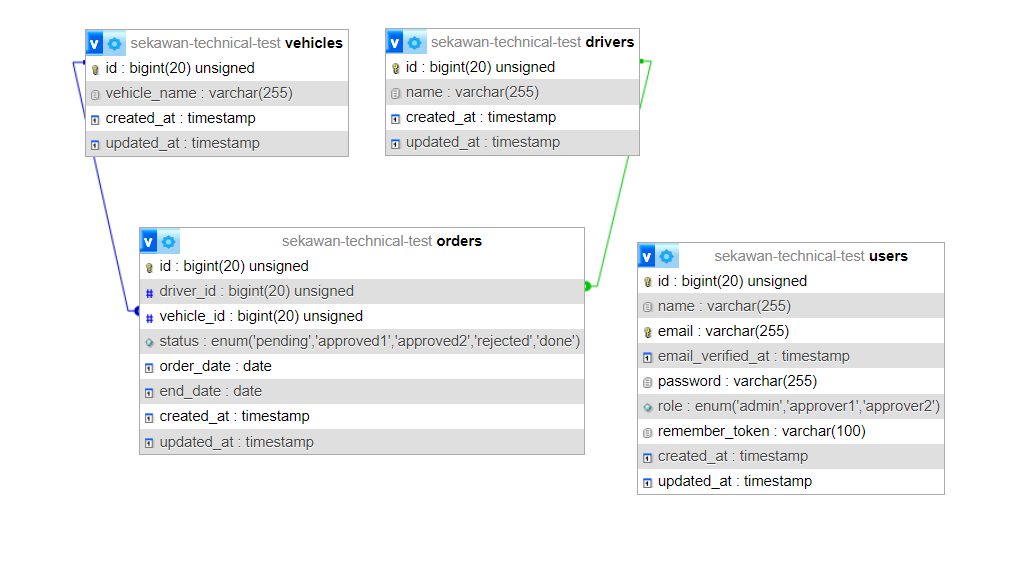 v sekawan-technical-test vehicles
id : bigint(20) unsigned
vehicle_name : varchar(255)
created_at : timestamp
updated_at : timestamp
v sekawan-technical-test drivers
id : bigint(20) unsigned
name : varchar(255)
created_at : timestamp
updated_at : timestamp
v sekawan-technical-test orders
id : bigint(20) unsigned
# driver_id : bigint(20) unsigned
# vehicle_id : bigint(20) unsigned
status : enum('pending','approved1','approved2','rejected','done')
order_date : date
end_date : date
created_at : timestamp
updated_at : timestamp
v sekawan-technical-test users
id : bigint(20) unsigned
name : varchar(255)
email : varchar(255)
email_verified_at : timestamp
password : varchar(255)
role : enum('admin','approver1','approver2')
remember_token : varchar(100)
created_at : timestamp
updated_at : timestamp